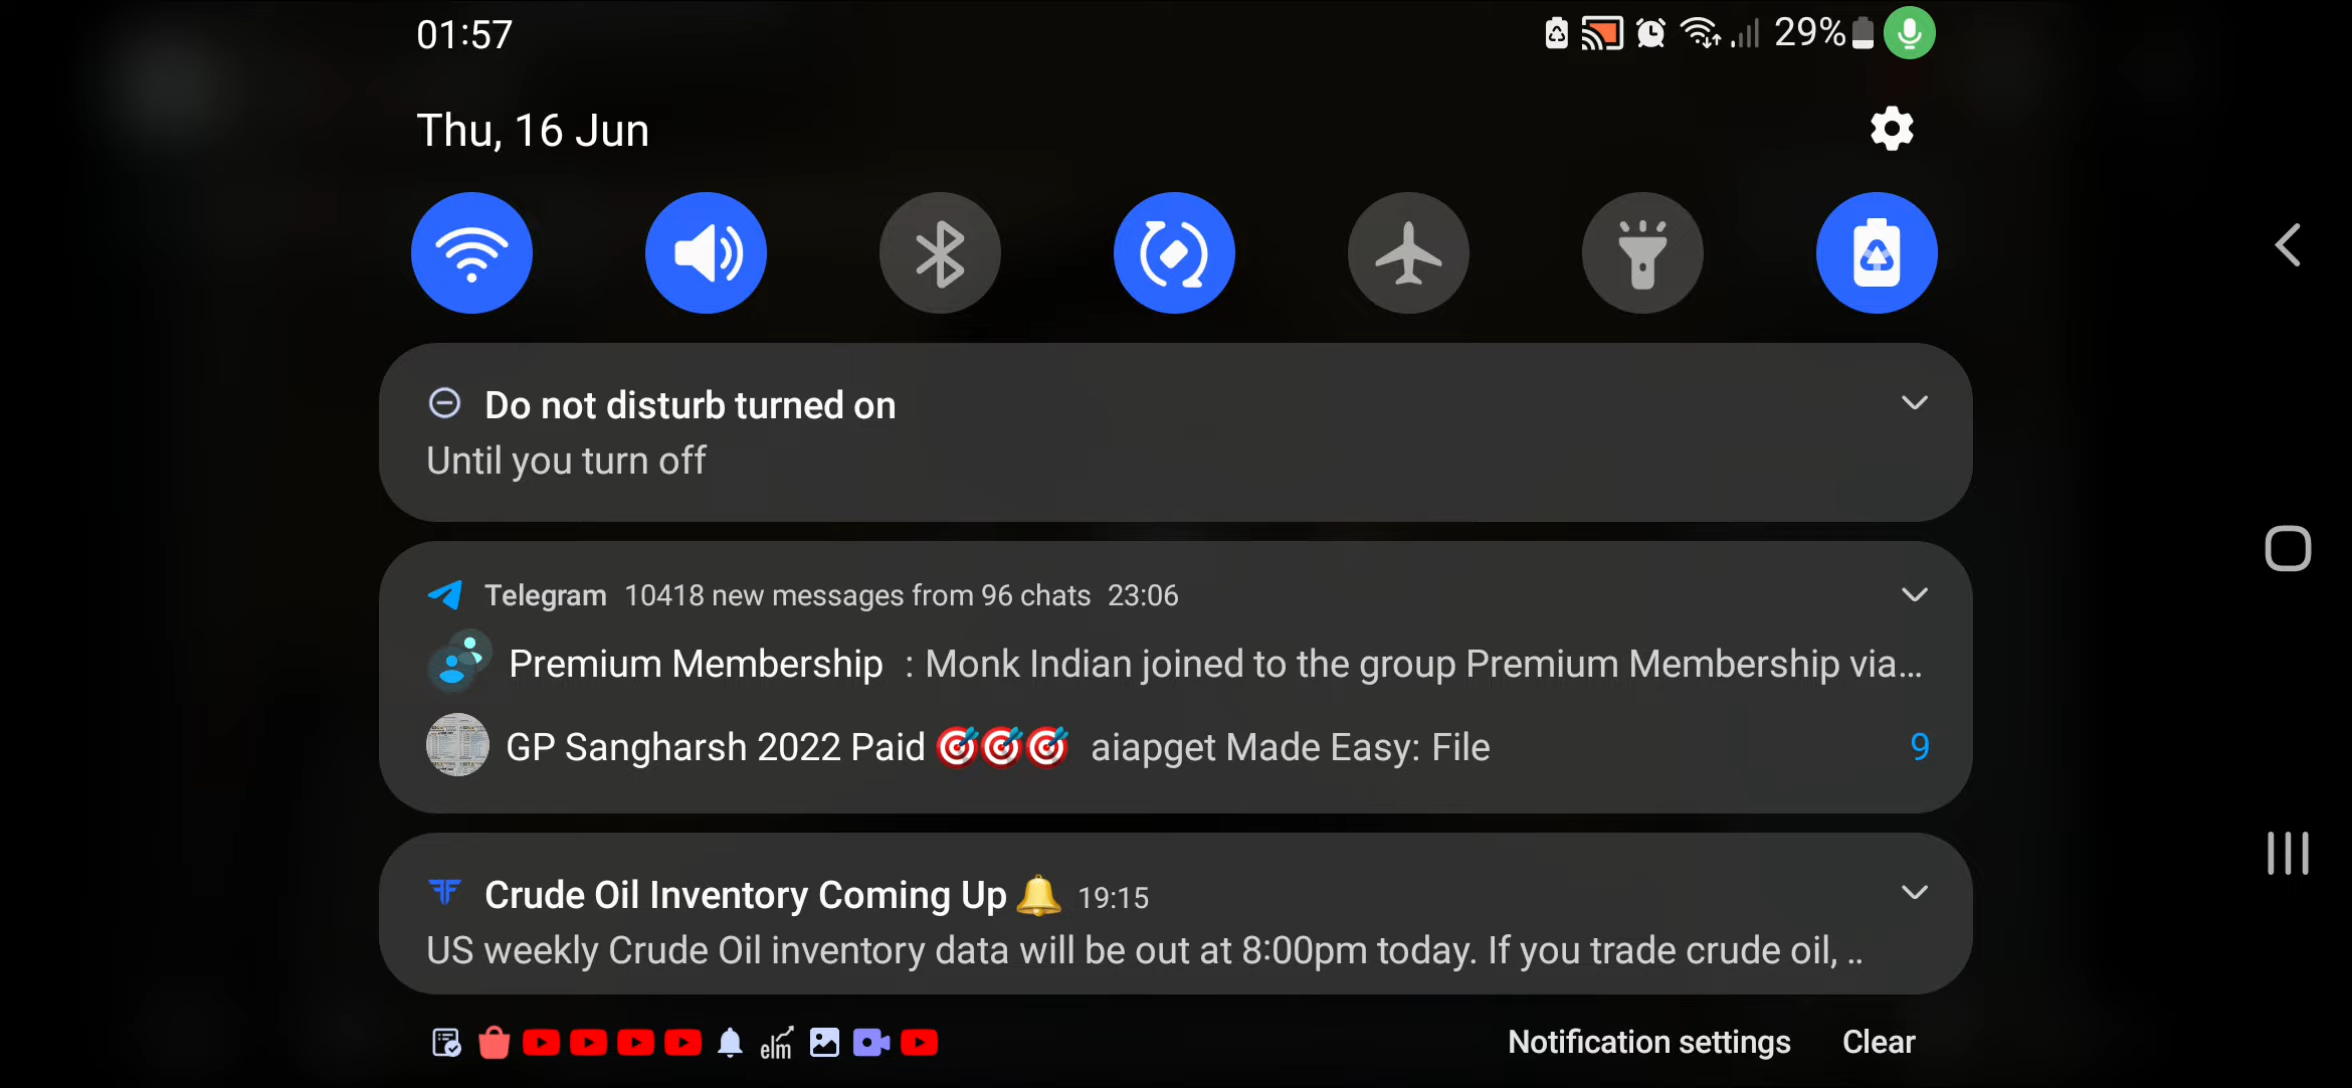 01:57
29%
Thu, 16 Jun
Do not disturb turned on
Until you turn off
Telegram 10418 new messages from 96 chats 23:06
Premium Membership : Monk Indian joined to the group Premium Membership via...
GP Sangharsh 2022 Paid 🎯🎯🎯 aiapget Made Easy: File 9
Crude Oil Inventory Coming Up 🔔 19:15
US weekly Crude Oil inventory data will be out at 8:00pm today. If you trade crude oil, ..
elm
Notification settings Clear